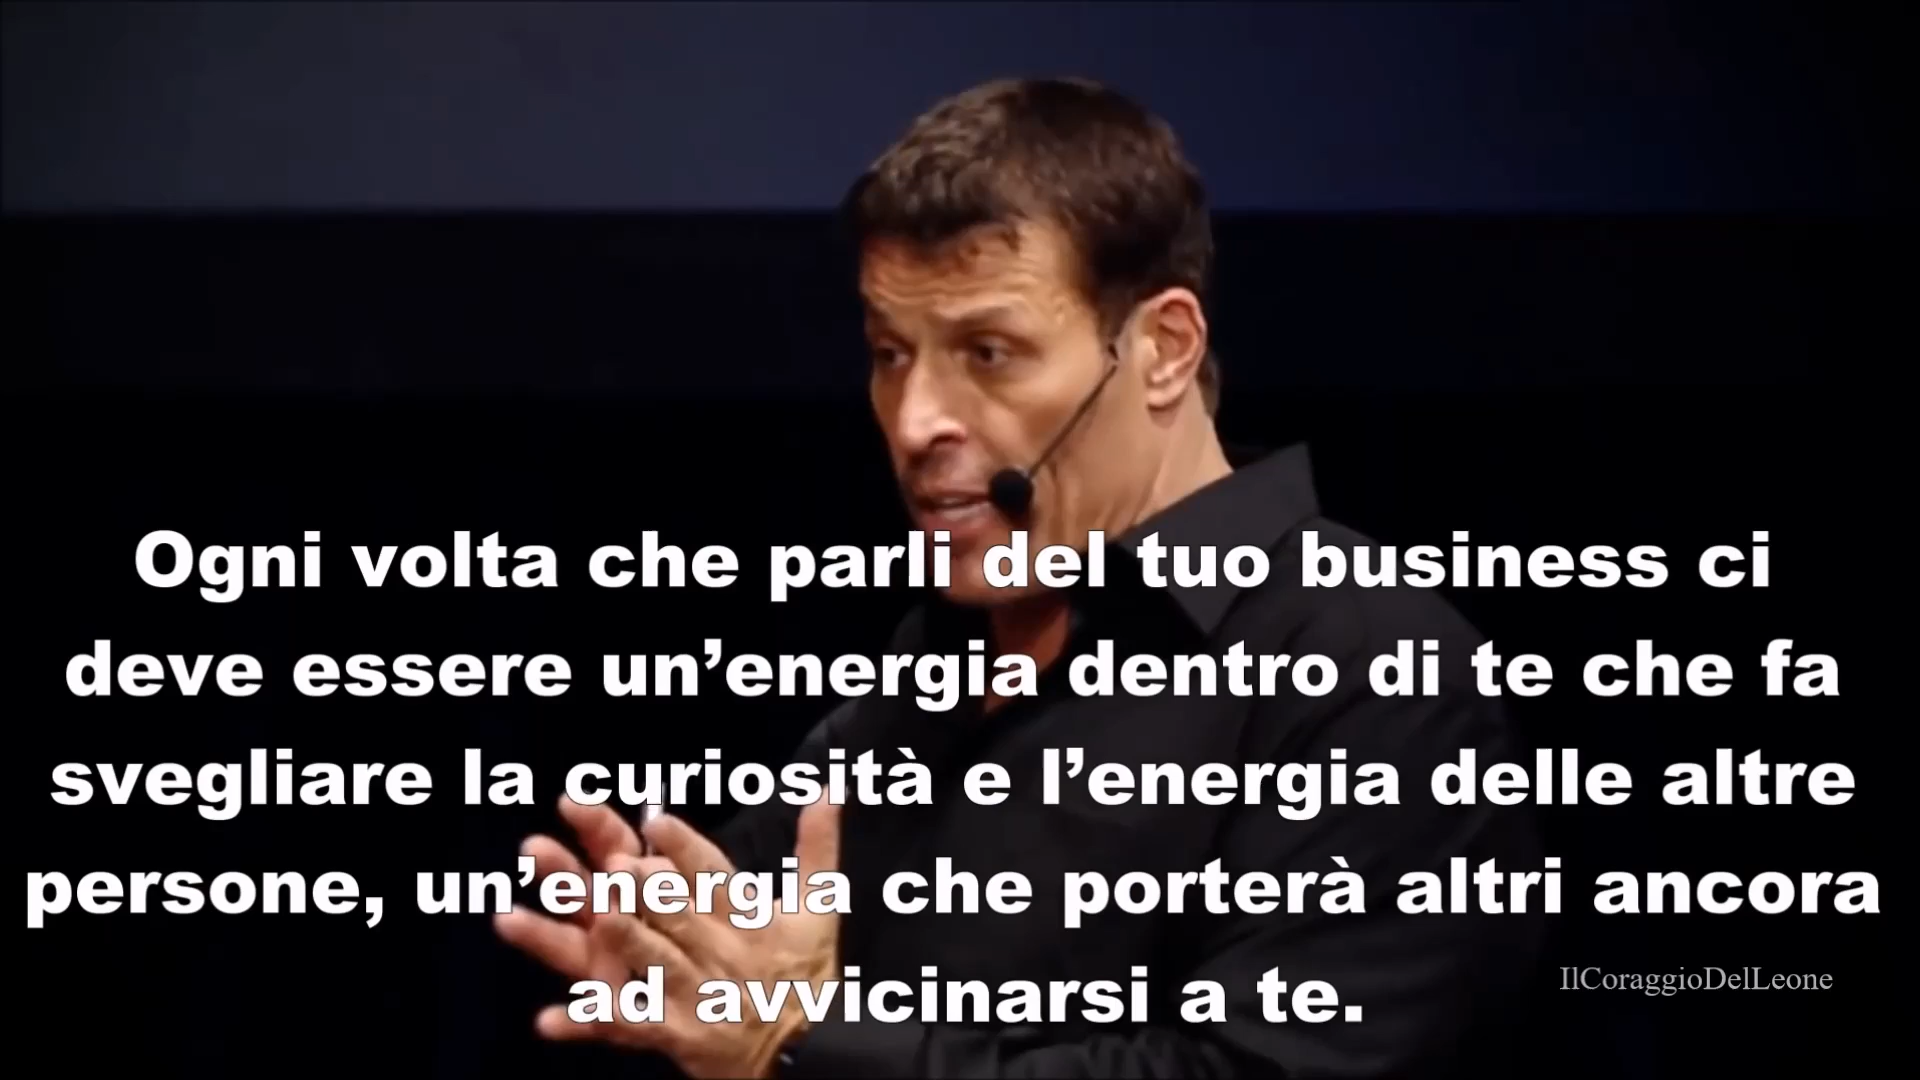 Ogni volta che parli del tuo business ci
deve essere un’energia dentro di te che fa
svegliare la curiosità e l’energia delle altre
persone, un’energia che porterà altri ancora
ad avvicinarsi a te.
IlCoraggioDelLeone